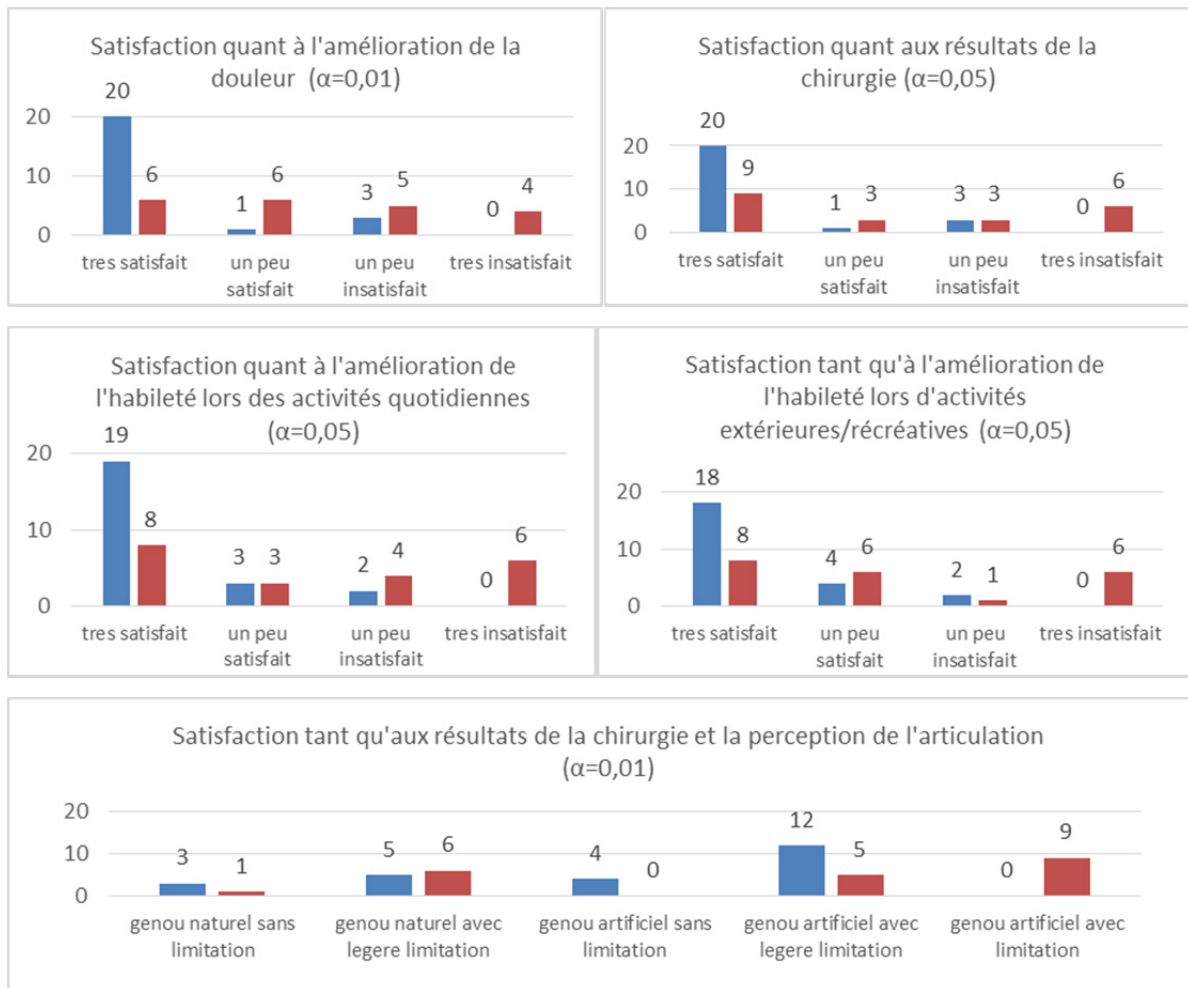 Satisfaction quant à l'amélioration de la
douleur (α=0,01)
20
20
6
6
10
5
4
1
3
0
0
tres satisfait
un peu
satisfait
un peu
insatisfait
tres insatisfait
Satisfaction quant aux résultats de la
chirurgie (α=0,05)
20
20
9
10
6
1
3
3
3
0
0
tres satisfait
un peu
satisfait
un peu
insatisfait
tres insatisfait
Satisfaction quant à l'amélioration de
l'habileté lors des activités quotidiennes
(α=0,05)
19
20
8
10
6
3
3
2
4
0
0
tres satisfait
un peu
satisfait
un peu
insatisfait
tres insatisfait
Satisfaction tant qu'à l'amélioration de
l'habileté lors d'activités
extérieures/récréatives (α=0,05)
18
20
8
10
4
6
6
2
1
0
0
tres satisfait
un peu
satisfait
un peu
insatisfait
tres insatisfait
Satisfaction tant qu'aux résultats de la chirurgie et la perception de l'articulation
(α=0,01)
20
12
10
9
3
1
5
6
4
0
5
0
0
genou naturel sans
limitation
genou naturel avec
legere limitation
genou artificiel sans
limitation
genou artificiel avec
legere limitation
genou artificiel avec
limitation